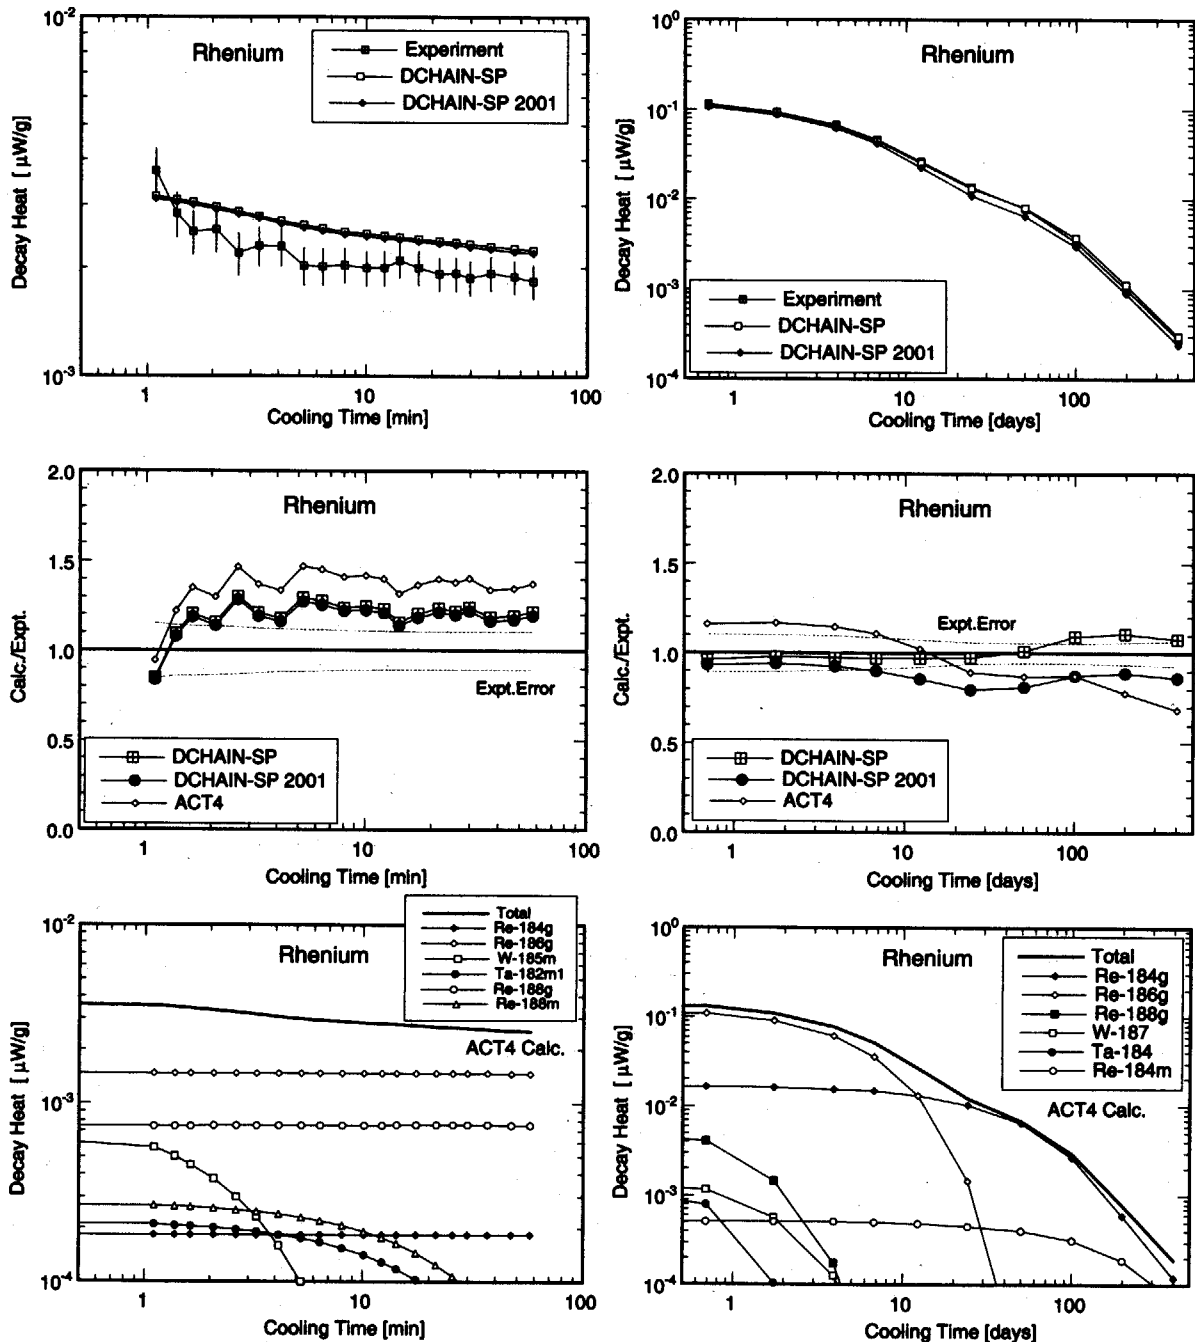 10⁻²
Rhenium
Experiment
DCHAIN-SP
DCHAIN-SP 2001
Decay Heat [ μW/g]
10⁻³
1
10
100
Cooling Time [min]
10⁰
Rhenium
10⁻¹
10⁻²
10⁻³
10⁻⁴
Decay Heat [ μW/g]
Experiment
DCHAIN-SP
DCHAIN-SP 2001
1
10
100
Cooling Time [days]
2.0
Rhenium
1.5
1.0
0.5
0.0
Calc./Expt.
Expt.Error
DCHAIN-SP
DCHAIN-SP 2001
ACT4
1
10
100
Cooling Time [min]
2.0
Rhenium
1.5
1.0
0.5
0.0
Calc./Expt.
Expt.Error
DCHAIN-SP
DCHAIN-SP 2001
ACT4
1
10
100
Cooling Time [days]
10⁻²
Rhenium
Total
Re-184g
Re-186g
W-185m
Ta-182m1
Re-188g
Re-188m
ACT4 Calc.
10⁻³
10⁻⁴
Decay Heat [ μW/g]
1
10
100
Cooling Time [min]
10⁰
Rhenium
Total
Re-184g
Re-186g
Re-188g
W-187
Ta-184
Re-184m
ACT4 Calc.
10⁻¹
10⁻²
10⁻³
10⁻⁴
Decay Heat [ μW/g]
1
10
100
Cooling Time [days]